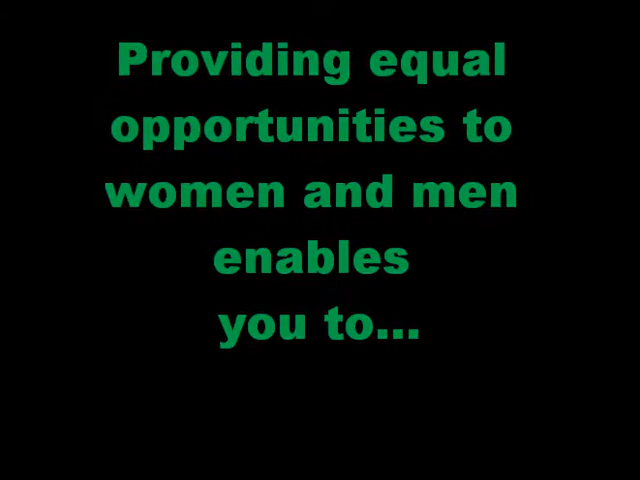 Providing equal
opportunities to
women and men
enables
you to...